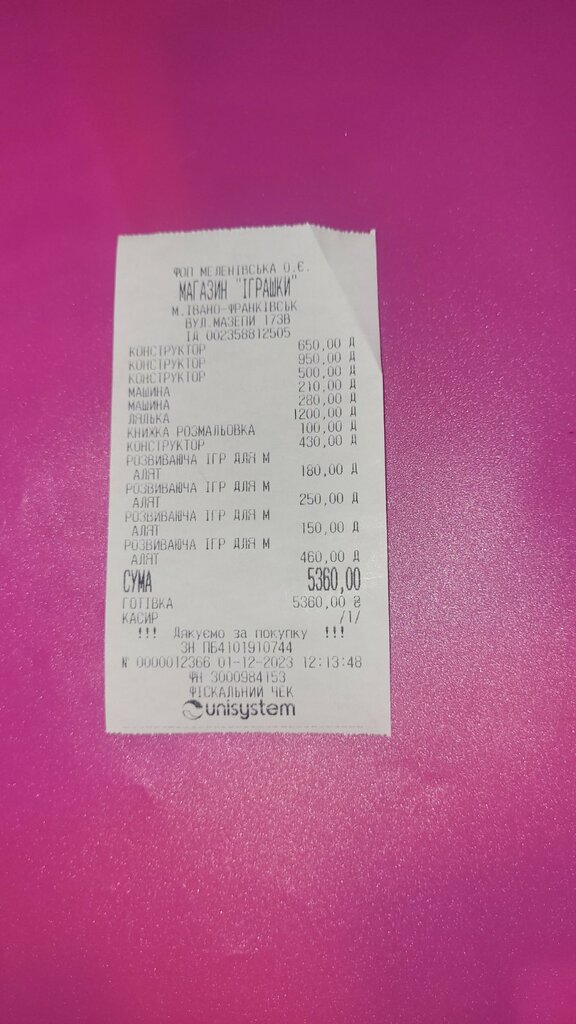 ФОП МЕЛЕНІВСЬКА О.Є.
МАГАЗИН "ІГРАШКИ"
М.ІВАНО-ФРАНКІВСЬК
ВУЛ.МАЗЕПИ 173В
ІД 002358812505
КОНСТРУКТОР 650,00 Д
КОНСТРУКТОР 950,00 Д
КОНСТРУКТОР 500,00 Д
МАШИНА 210,00 Д
МАШИНА 280,00 Д
ЛЯЛЬКА 1200,00 Д
КНИЖКА РОЗМАЛЬОВКА 100,00 Д
КОНСТРУКТОР 430,00 Д
РОЗВИВАЮЧА ІГР ДЛЯ М
АЛЯТ 180,00 Д
РОЗВИВАЮЧА ІГР ДЛЯ М
АЛЯТ 250,00 Д
РОЗВИВАЮЧА ІГР ДЛЯ М
АЛЯТ 150,00 Д
РОЗВИВАЮЧА ІГР ДЛЯ М
АЛЯТ 460,00 Д
СУМА 5360,00
ГОТІВКА 5360,00 ₴
КАСИР /1/
!!! Дякуємо за покупку !!!
ЗН ПБ4101910744
№ 0000012366 01-12-2023 12:13:48
ФН 3000984153
ФІСКАЛЬНИЙ ЧЕК
unisystem